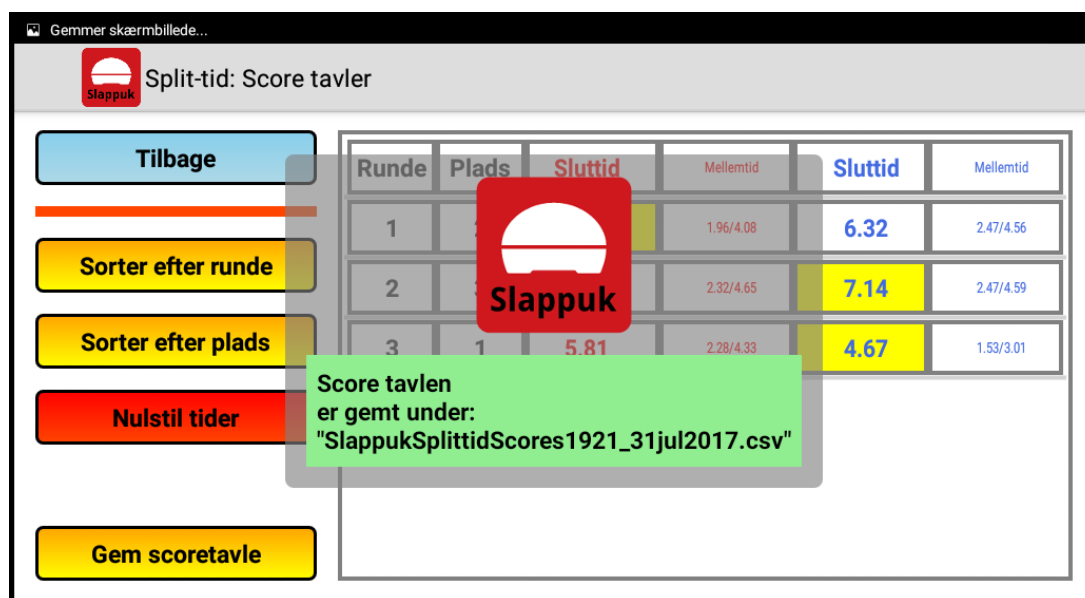 Gemmer skærmbillede...
Slappuk
Split-tid: Score tavler
Tilbage
Sorter efter runde
Sorter efter plads
Nulstil tider
Gem scoretavle
Runde Plads Sluttid Mellemtid Sluttid Mellemtid
1 1.96/4.08 6.32 2.47/4.56
2 2.32/4.65 7.14 2.47/4.59
3 1 5.81 2.28/4.33 4.67 1.53/3.01
Slappuk
Score tavlen
er gemt under:
"SlappukSplittidScores1921_31jul2017.csv"